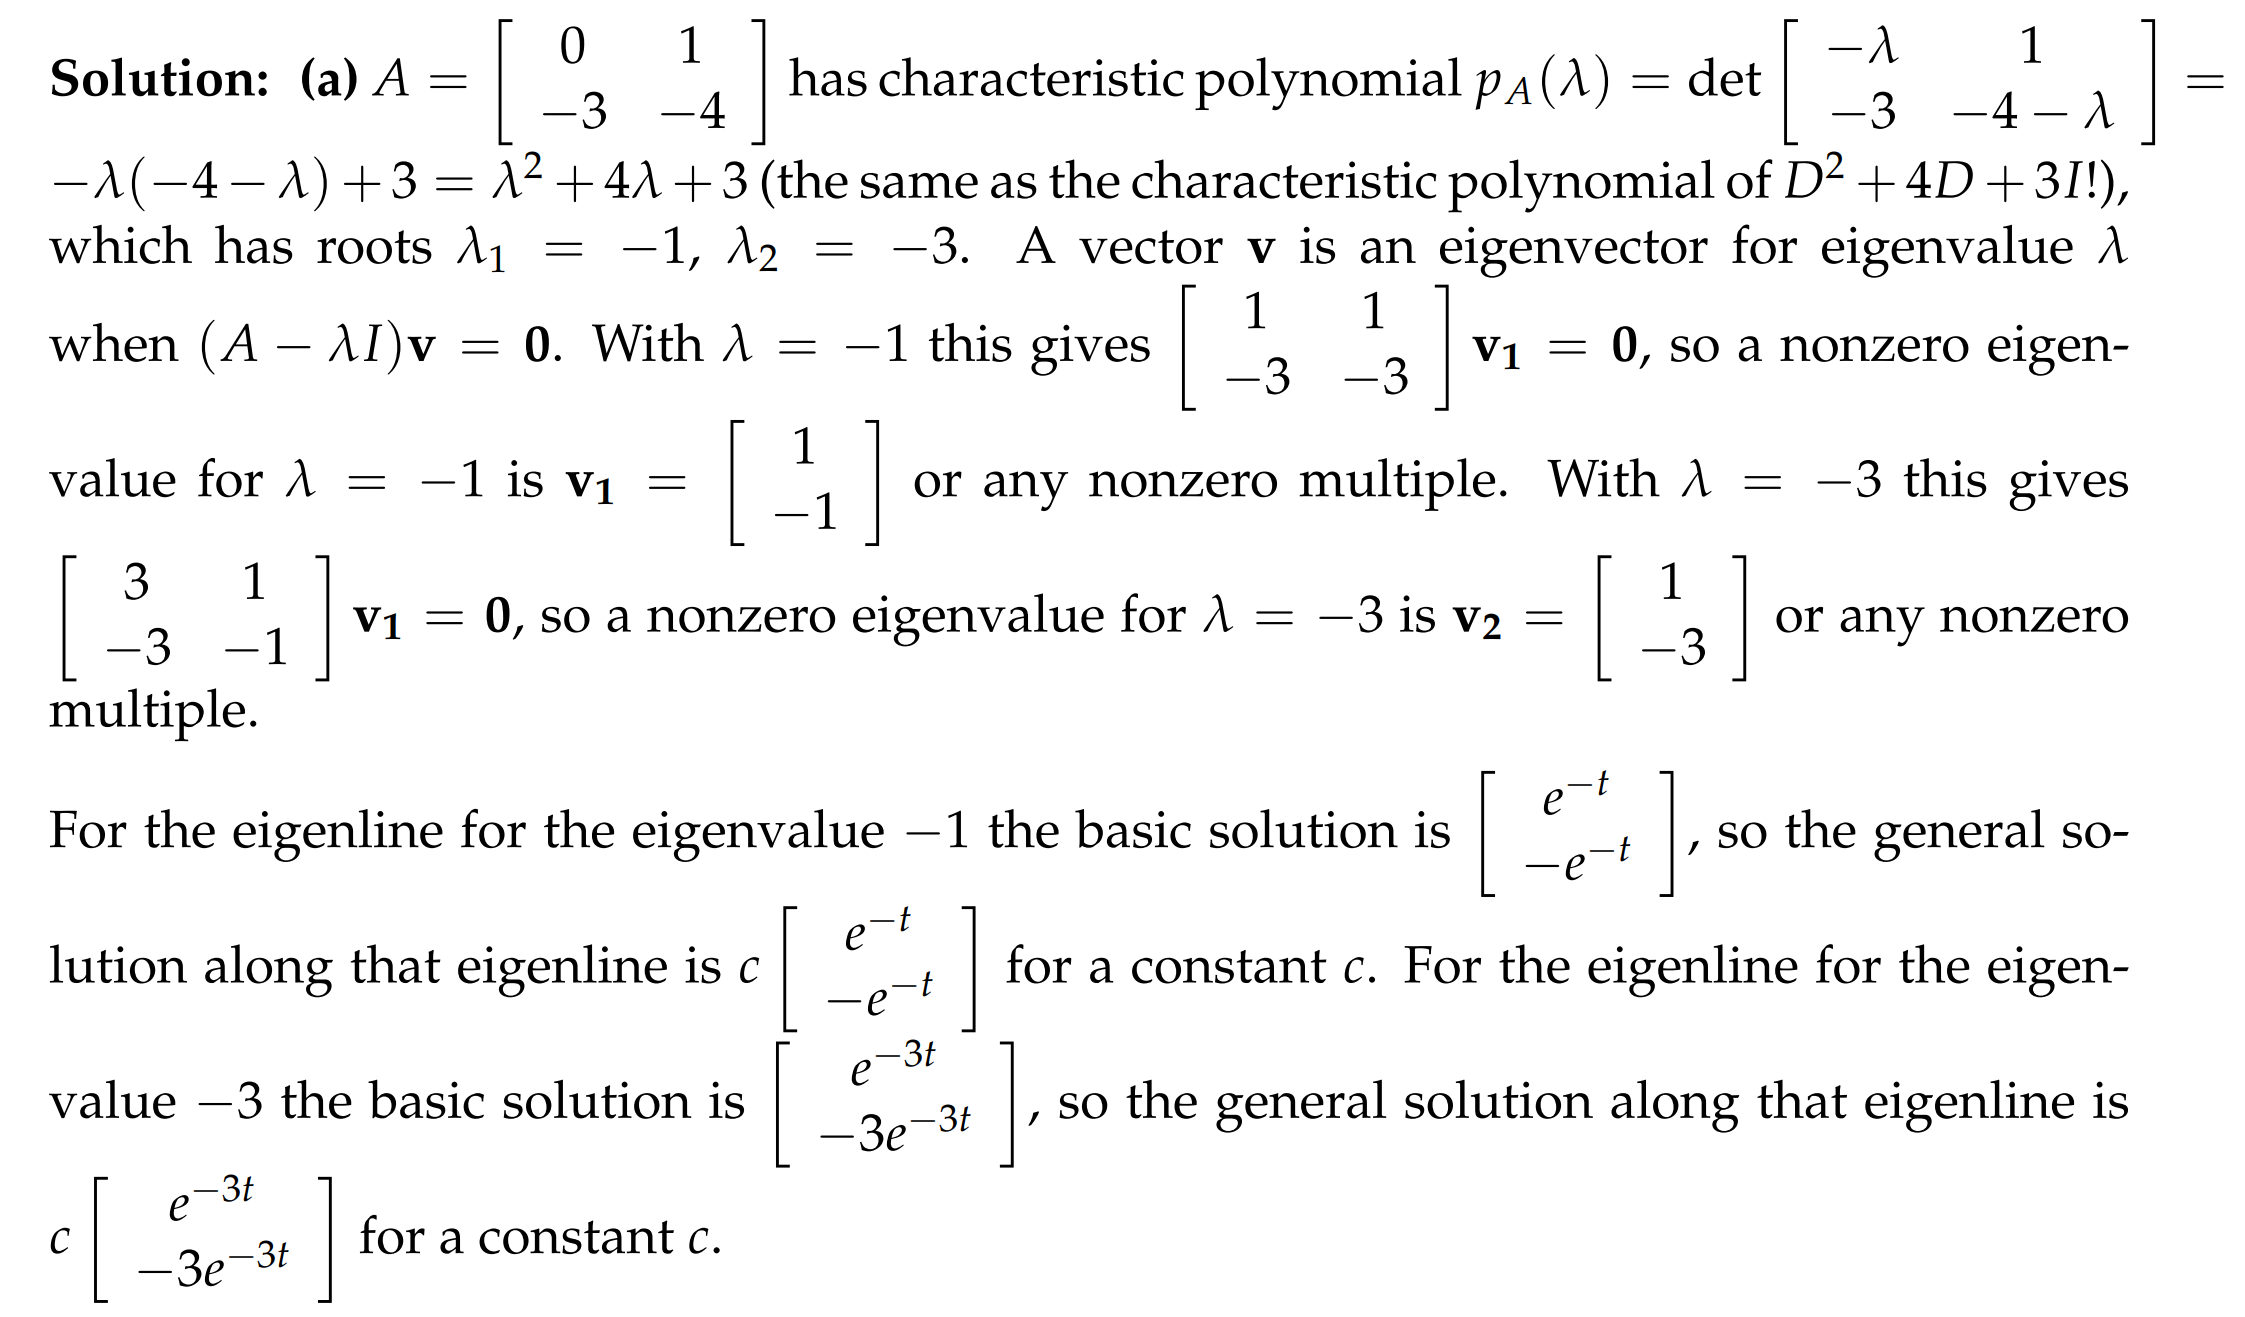 Solution: (a) $A = \begin{bmatrix} 0 & 1 \\ -3 & -4 \end{bmatrix}$ has characteristic polynomial $p_A(\lambda) = \det \begin{bmatrix} -\lambda & 1 \\ -3 & -4-\lambda \end{bmatrix} =$
$-\lambda(-4-\lambda)+3 = \lambda^2+4\lambda+3$ (the same as the characteristic polynomial of $D^2+4D+3I$!),
which has roots $\lambda_1 = -1$, $\lambda_2 = -3$. A vector $\mathbf{v}$ is an eigenvector for eigenvalue $\lambda$
when $(A-\lambda I)\mathbf{v} = \mathbf{0}$. With $\lambda = -1$ this gives $\begin{bmatrix} 1 & 1 \\ -3 & -3 \end{bmatrix} \mathbf{v_1} = \mathbf{0}$, so a nonzero eigen-
value for $\lambda = -1$ is $\mathbf{v_1} = \begin{bmatrix} 1 \\ -1 \end{bmatrix}$ or any nonzero multiple. With $\lambda = -3$ this gives
$\begin{bmatrix} 3 & 1 \\ -3 & -1 \end{bmatrix} \mathbf{v_1} = \mathbf{0}$, so a nonzero eigenvalue for $\lambda = -3$ is $\mathbf{v_2} = \begin{bmatrix} 1 \\ -3 \end{bmatrix}$ or any nonzero
multiple.
For the eigenline for the eigenvalue $-1$ the basic solution is $\begin{bmatrix} e^{-t} \\ -e^{-t} \end{bmatrix}$, so the general so-
lution along that eigenline is $c \begin{bmatrix} e^{-t} \\ -e^{-t} \end{bmatrix}$ for a constant $c$. For the eigenline for the eigen-
value $-3$ the basic solution is $\begin{bmatrix} e^{-3t} \\ -3e^{-3t} \end{bmatrix}$, so the general solution along that eigenline is
$c \begin{bmatrix} e^{-3t} \\ -3e^{-3t} \end{bmatrix}$ for a constant $c$.